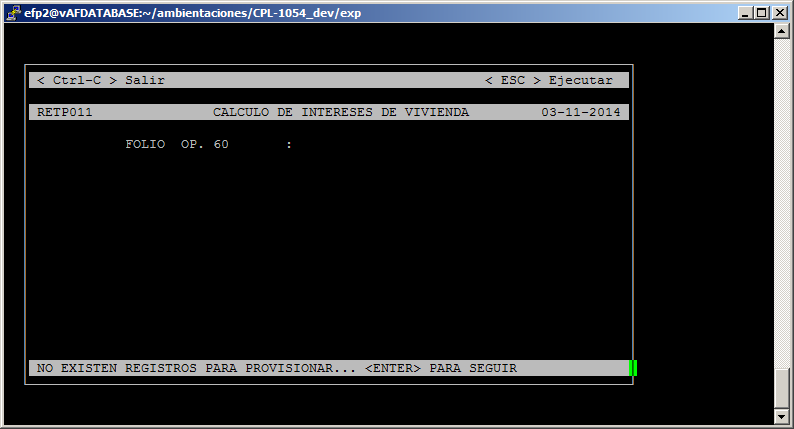 efp2@vAFDATABASE:~/ambientaciones/CPL-1054_dev/exp
< Ctrl-C > Salir < ESC > Ejecutar
RETP011 CALCULO DE INTERESES DE VIVIENDA 03-11-2014
FOLIO OP. 60 :
NO EXISTEN REGISTROS PARA PROVISIONAR... <ENTER> PARA SEGUIR